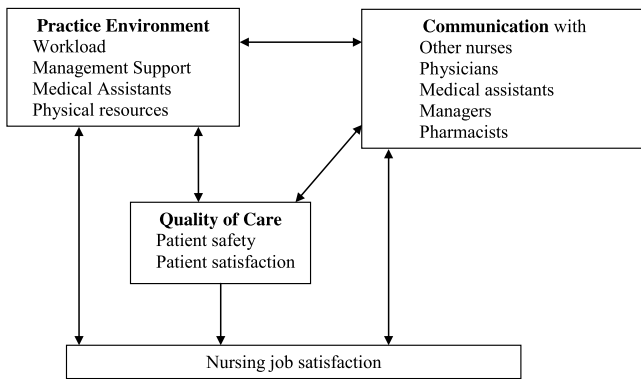 Practice Environment
Workload
Management Support
Medical Assistants
Physical resources
Communication with
Other nurses
Physicians
Medical assistants
Managers
Pharmacists
Quality of Care
Patient safety
Patient satisfaction
Nursing job satisfaction